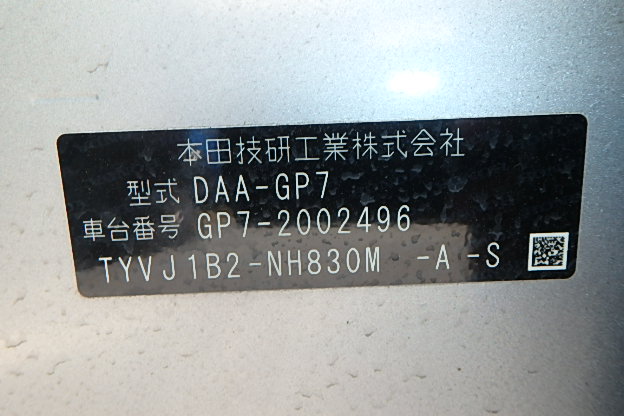 本田技研工業株式会社
型式 DAA-GP7
車台番号 GP7-2002496
TYVJ1B2-NH830M -A-S